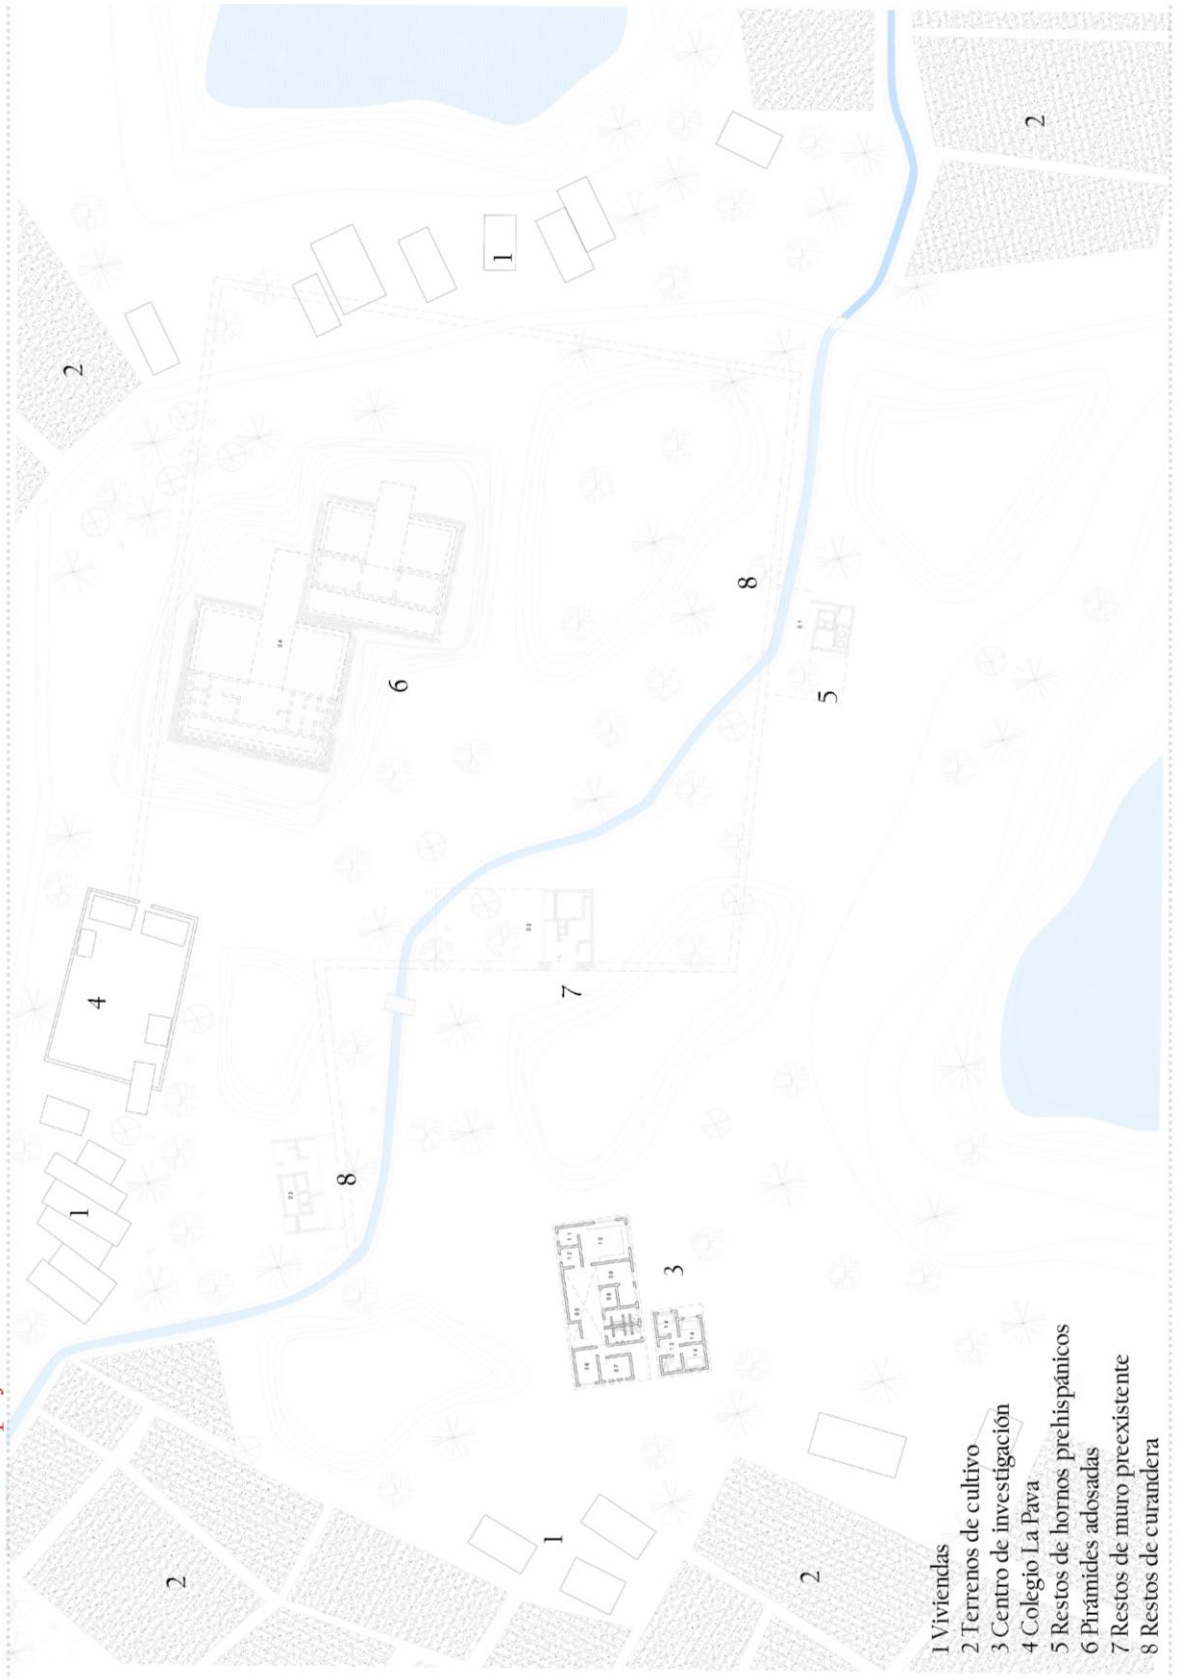 2
2
1
2
8
6
5
4
7
8
1
3
1
2
2
1 Viviendas
2 Terrenos de cultivo
3 Centro de investigación
4 Colegio La Pava
5 Restos de hornos prehispánicos
6 Pirámides adosadas
7 Restos de muro preexistente
8 Restos de curandera